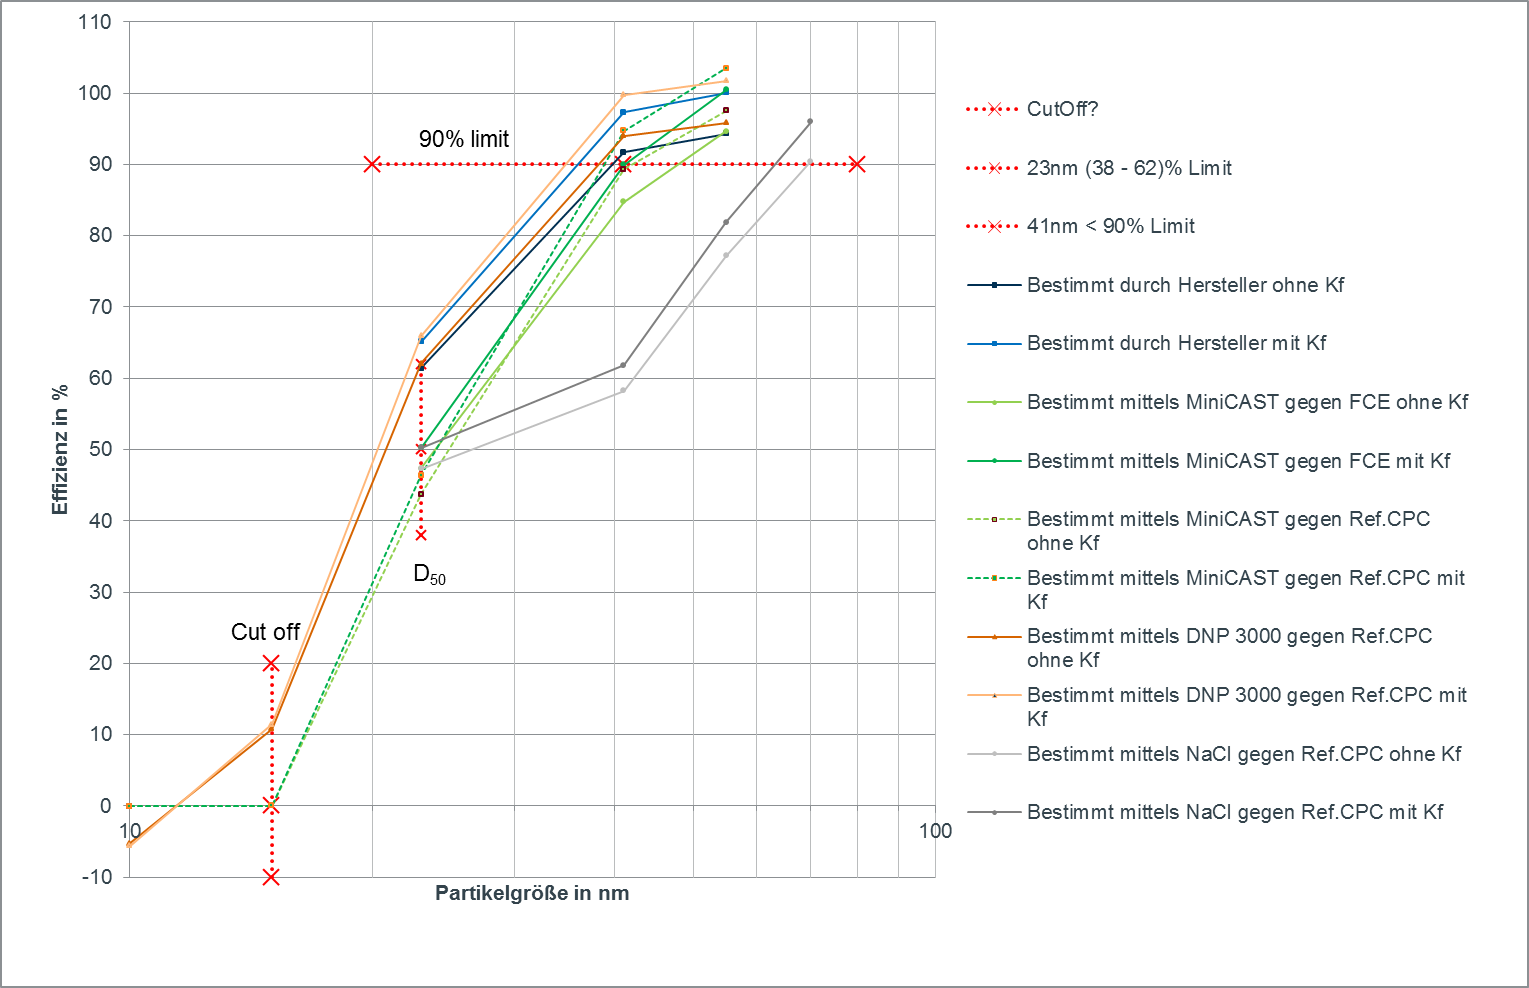 110
100
90
80
70
60
50
40
30
20
10
0
-10
Effizienz in %
90% limit
D50
Cut off
10
100
Partikelgröße in nm
CutOff?
23nm (38 - 62)% Limit
41nm < 90% Limit
Bestimmt durch Hersteller ohne Kf
Bestimmt durch Hersteller mit Kf
Bestimmt mittels MiniCAST gegen FCE ohne Kf
Bestimmt mittels MiniCAST gegen FCE mit Kf
Bestimmt mittels MiniCAST gegen Ref.CPC
ohne Kf
Bestimmt mittels MiniCAST gegen Ref.CPC mit
Kf
Bestimmt mittels DNP 3000 gegen Ref.CPC
ohne Kf
Bestimmt mittels DNP 3000 gegen Ref.CPC mit
Kf
Bestimmt mittels NaCl gegen Ref.CPC ohne Kf
Bestimmt mittels NaCl gegen Ref.CPC mit Kf